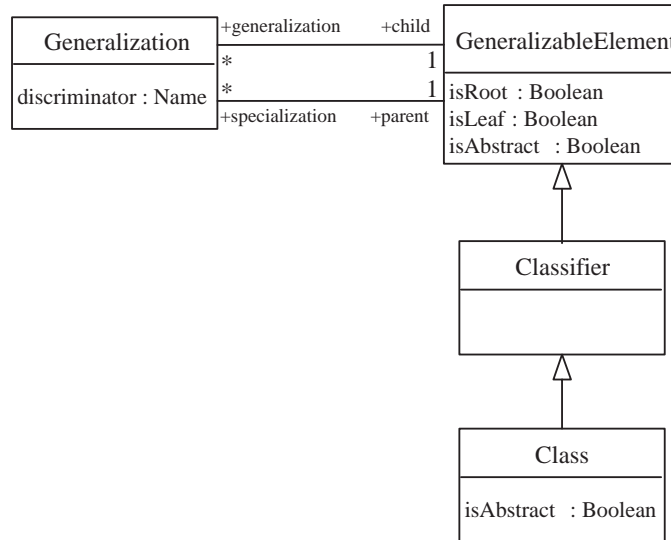 Generalization
discriminator : Name
+generalization +child
* 1
* 1
+specialization +parent
GeneralizableElement
isRoot : Boolean
isLeaf : Boolean
isAbstract : Boolean
Classifier
Class
isAbstract : Boolean